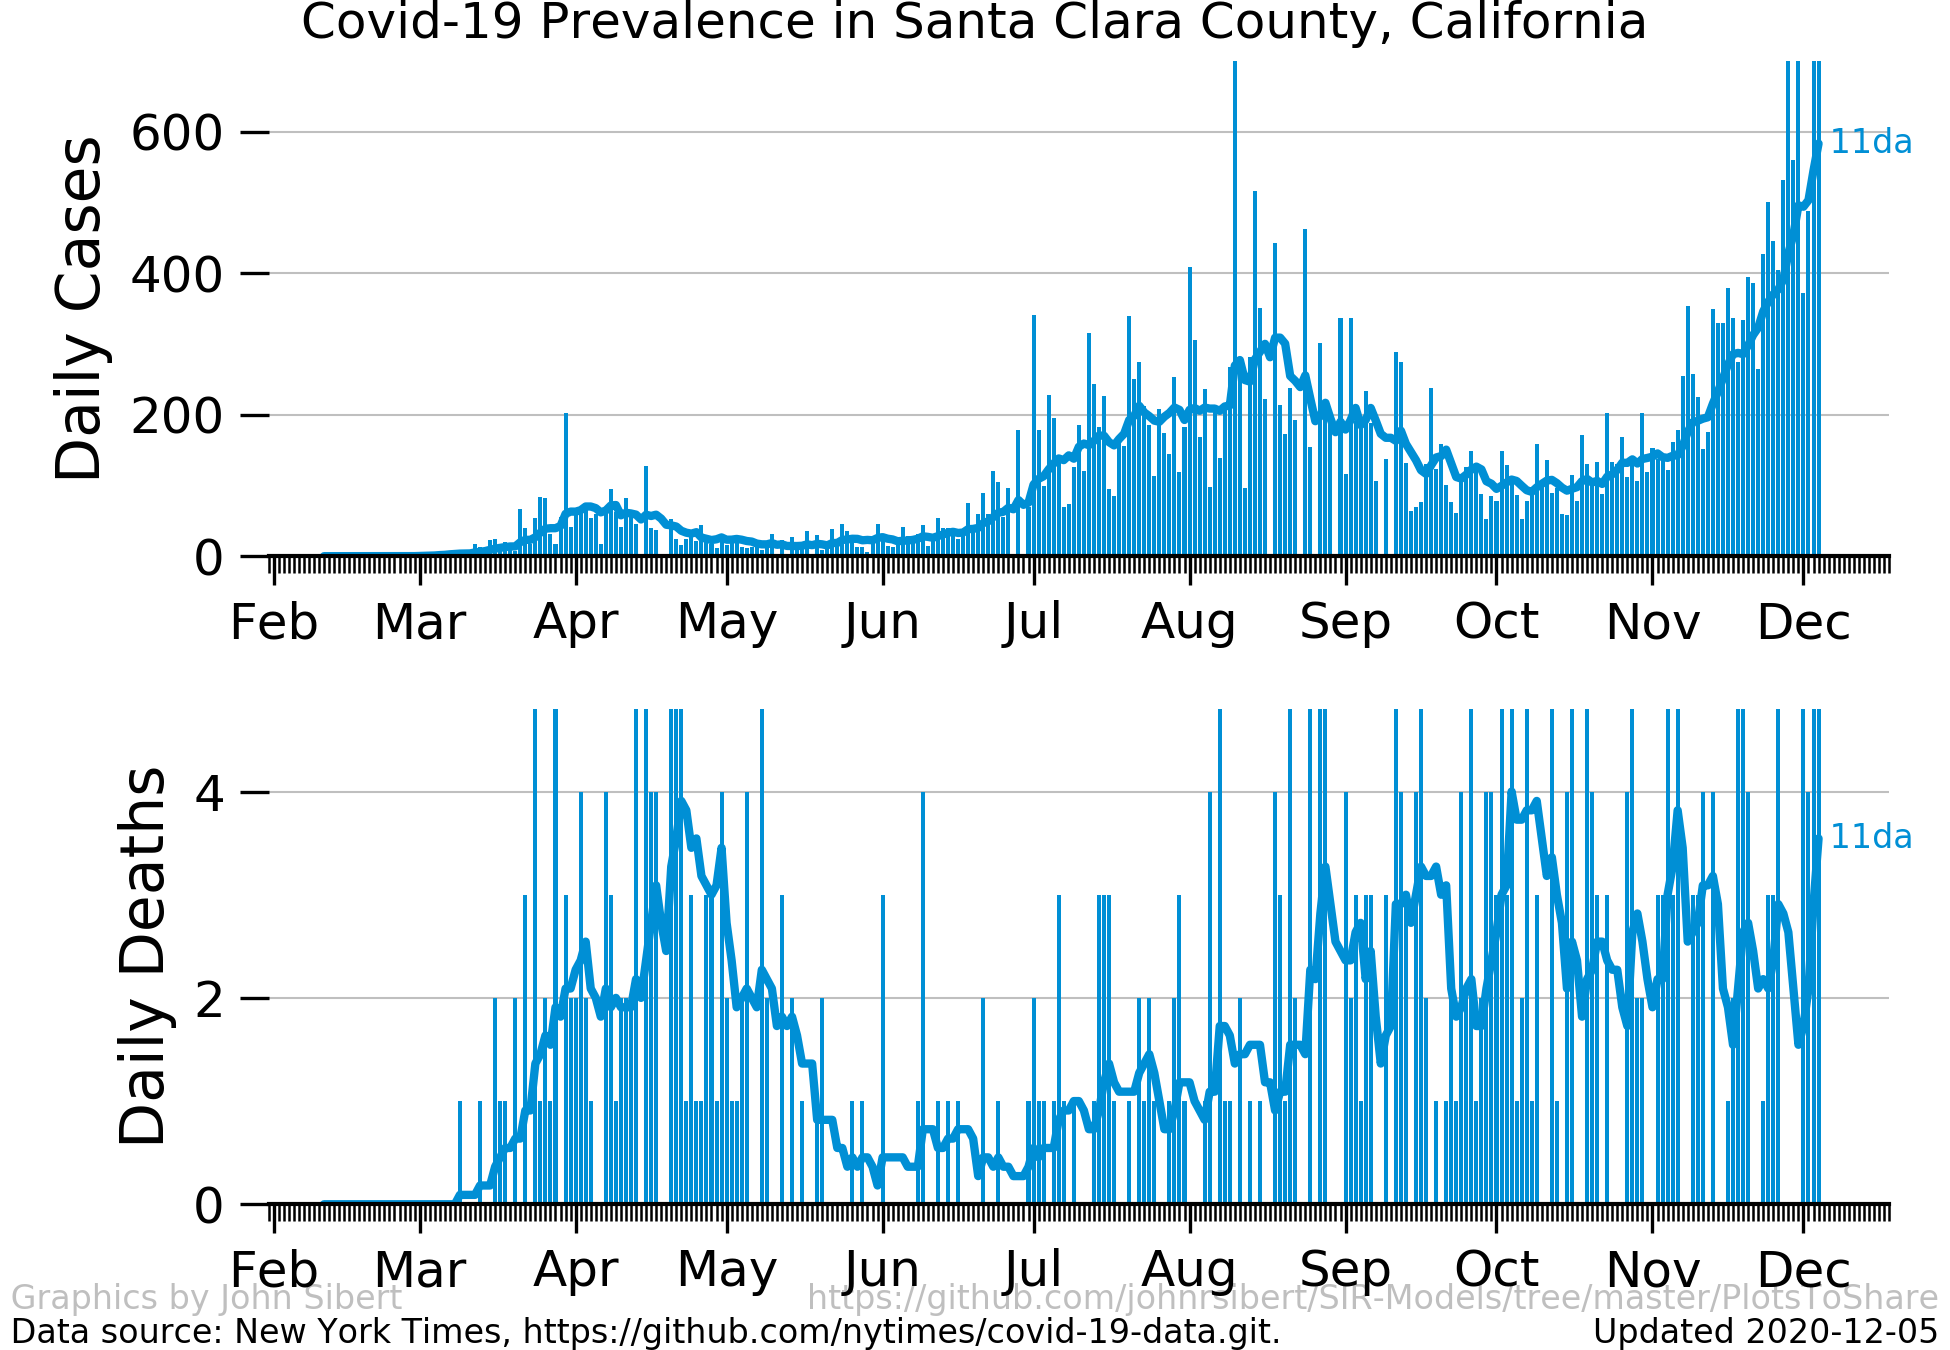 Covid-19 Prevalence in Santa Clara County, California
Daily Cases
600
400
200
0
11da
Feb Mar Apr May Jun Jul Aug Sep Oct Nov Dec
Daily Deaths
4
2
0
11da
Feb Mar Apr May Jun Jul Aug Sep Oct Nov Dec
Graphics by John Sibert https://github.com/johnrsibert/SIR-Models/tree/master/PlotsToShare
Data source: New York Times, https://github.com/nytimes/covid-19-data.git. Updated 2020-12-05